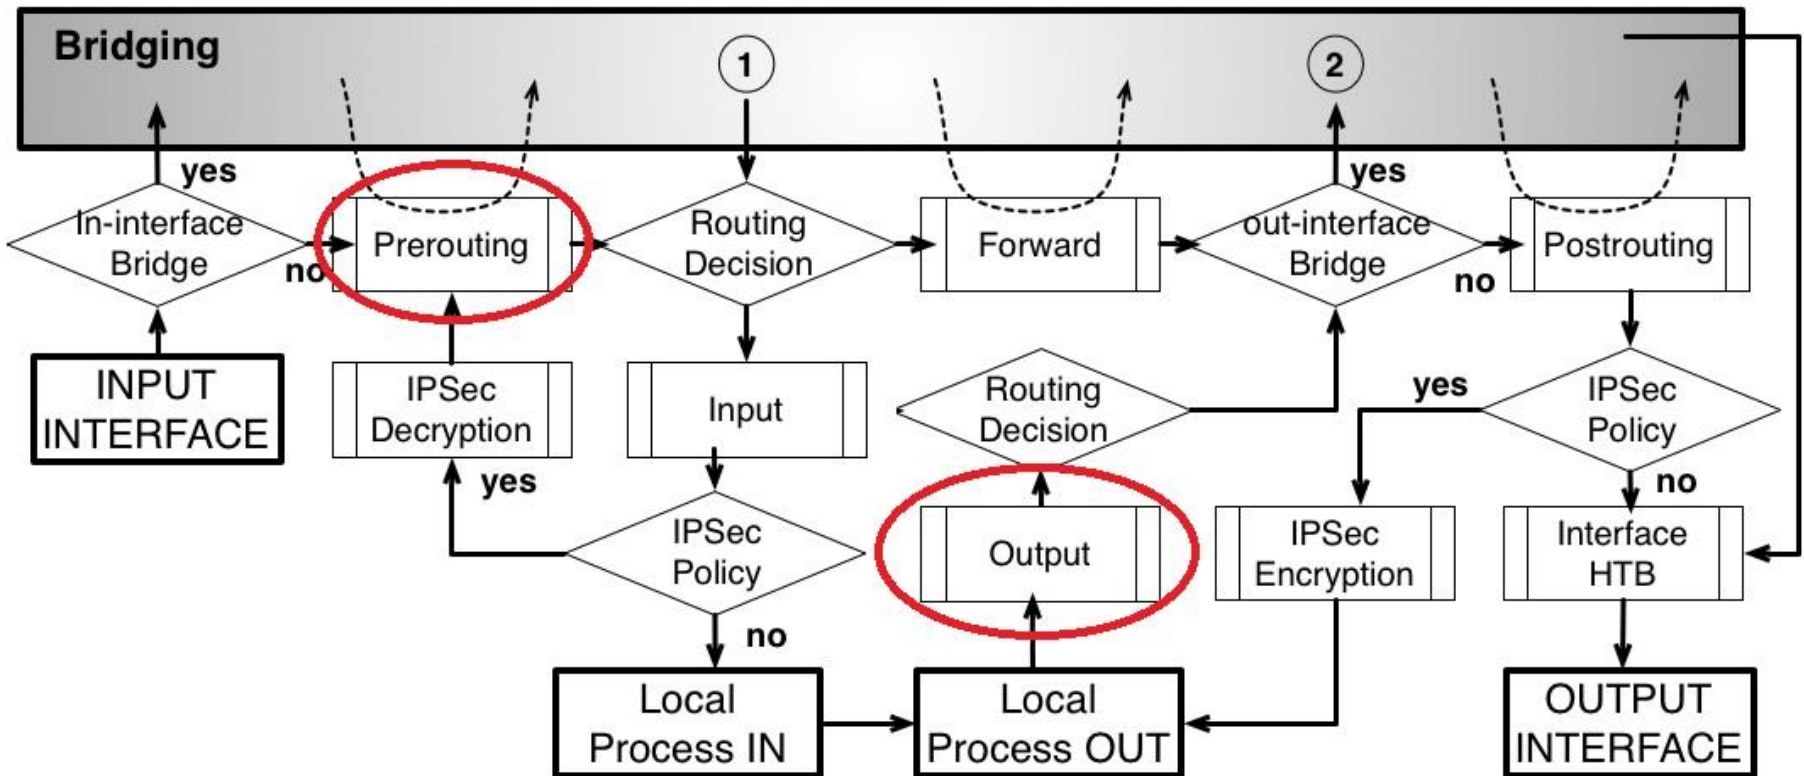 Bridging
1
2
yes
yes
In-interface
Bridge
no
Prerouting
Routing
Decision
Forward
out-interface
Bridge
no
Postrouting
INPUT
INTERFACE
IPSec
Decryption
yes
Input
Routing
Decision
yes
IPSec
Policy
no
IPSec
Policy
no
Output
IPSec
Encryption
Interface
HTB
Local
Process IN
Local
Process OUT
OUTPUT
INTERFACE